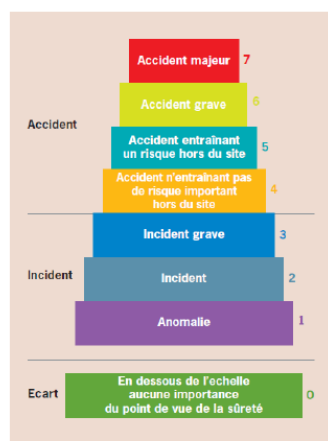 Accident majeur 7
Accident grave 6
Accident
Accident entraînant
un risque hors du site 5
Accident n'entraînant pas
de risque important
hors du site 4
Incident grave 3
Incident
Incident 2
Anomalie 1
Ecart
En dessous de l'echelle
aucune importance
du point de vue de la sûreté 0